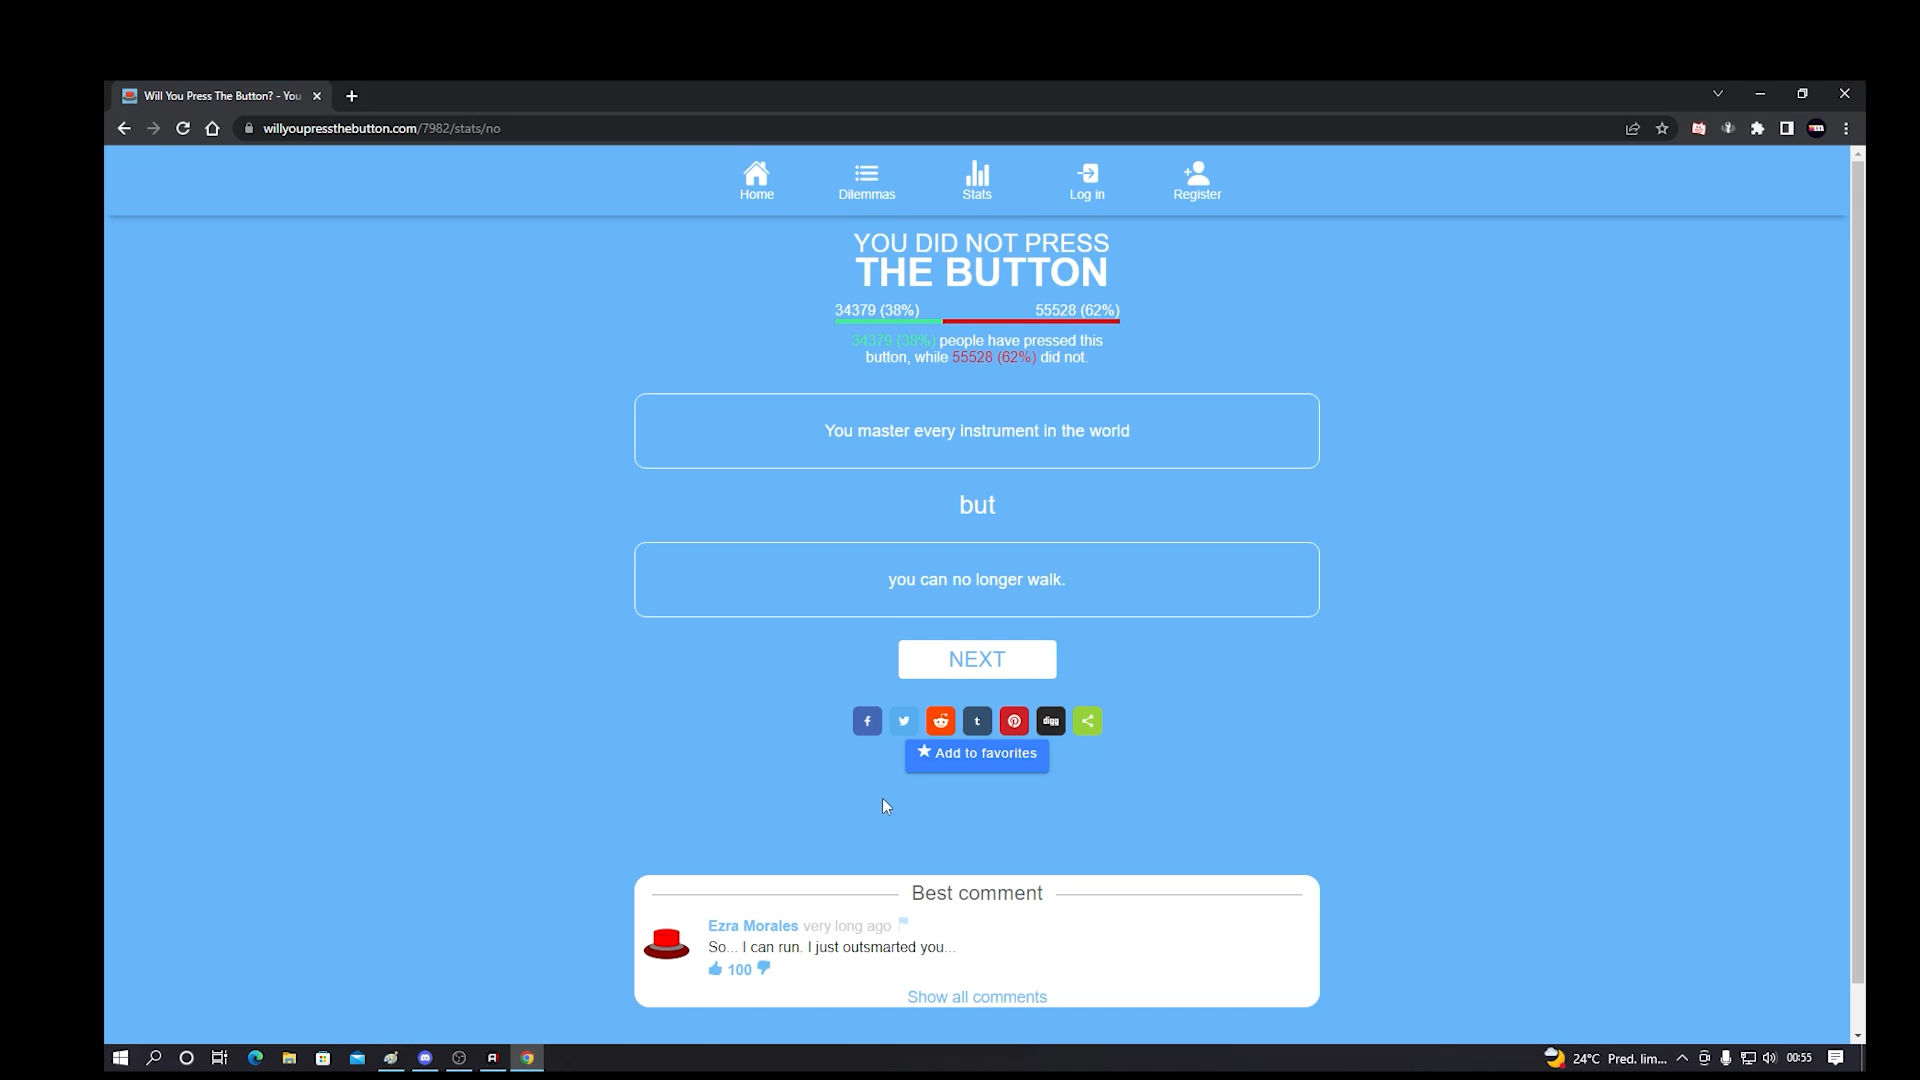 Will You Press The Button? - You
willyoupressthebutton.com/7982/stats/no
Home
Dilemmas
Stats
Log in
Register
YOU DID NOT PRESS
THE BUTTON
34379 (38%)
55528 (62%)
34379 (38%) people have pressed this
button, while 55528 (62%) did not.
You master every instrument in the world
but
you can no longer walk.
NEXT
f
t
digg
Add to favorites
Best comment
Ezra Morales very long ago
So... I can run. I just outsmarted you...
100
Show all comments
24°C Pred. lim...
00:55